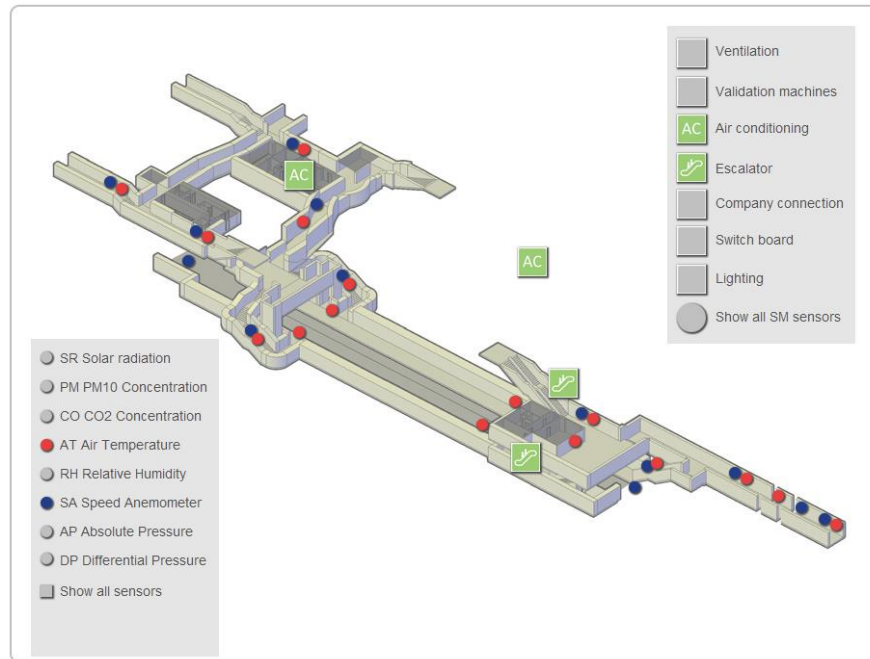 Ventilation
Validation machines
AC Air conditioning
Escalator
Company connection
Switch board
Lighting
Show all SM sensors
AC
AC
SR Solar radiation
PM PM10 Concentration
CO CO2 Concentration
AT Air Temperature
RH Relative Humidity
SA Speed Anemometer
AP Absolute Pressure
DP Differential Pressure
Show all sensors